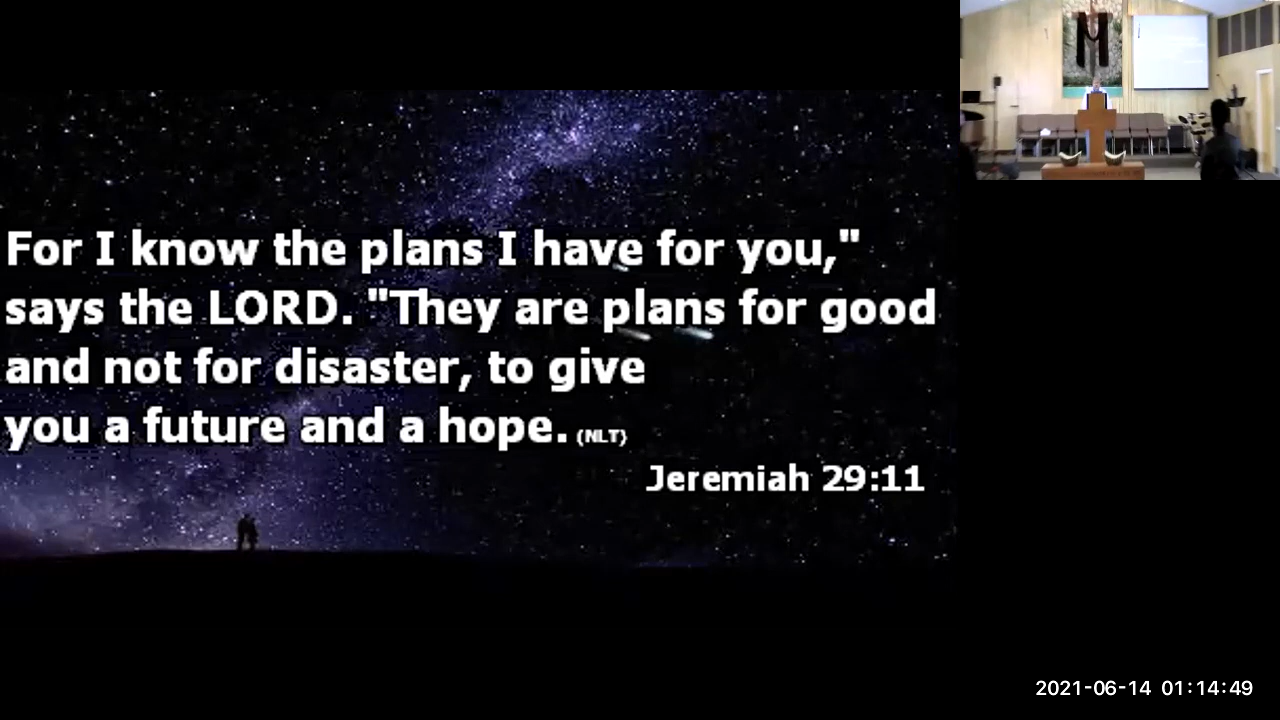 For I know the plans I have for you,"
says the LORD. "They are plans for good
and not for disaster, to give
you a future and a hope. (NLT)
Jeremiah 29:11
2021-06-14 01:14:49